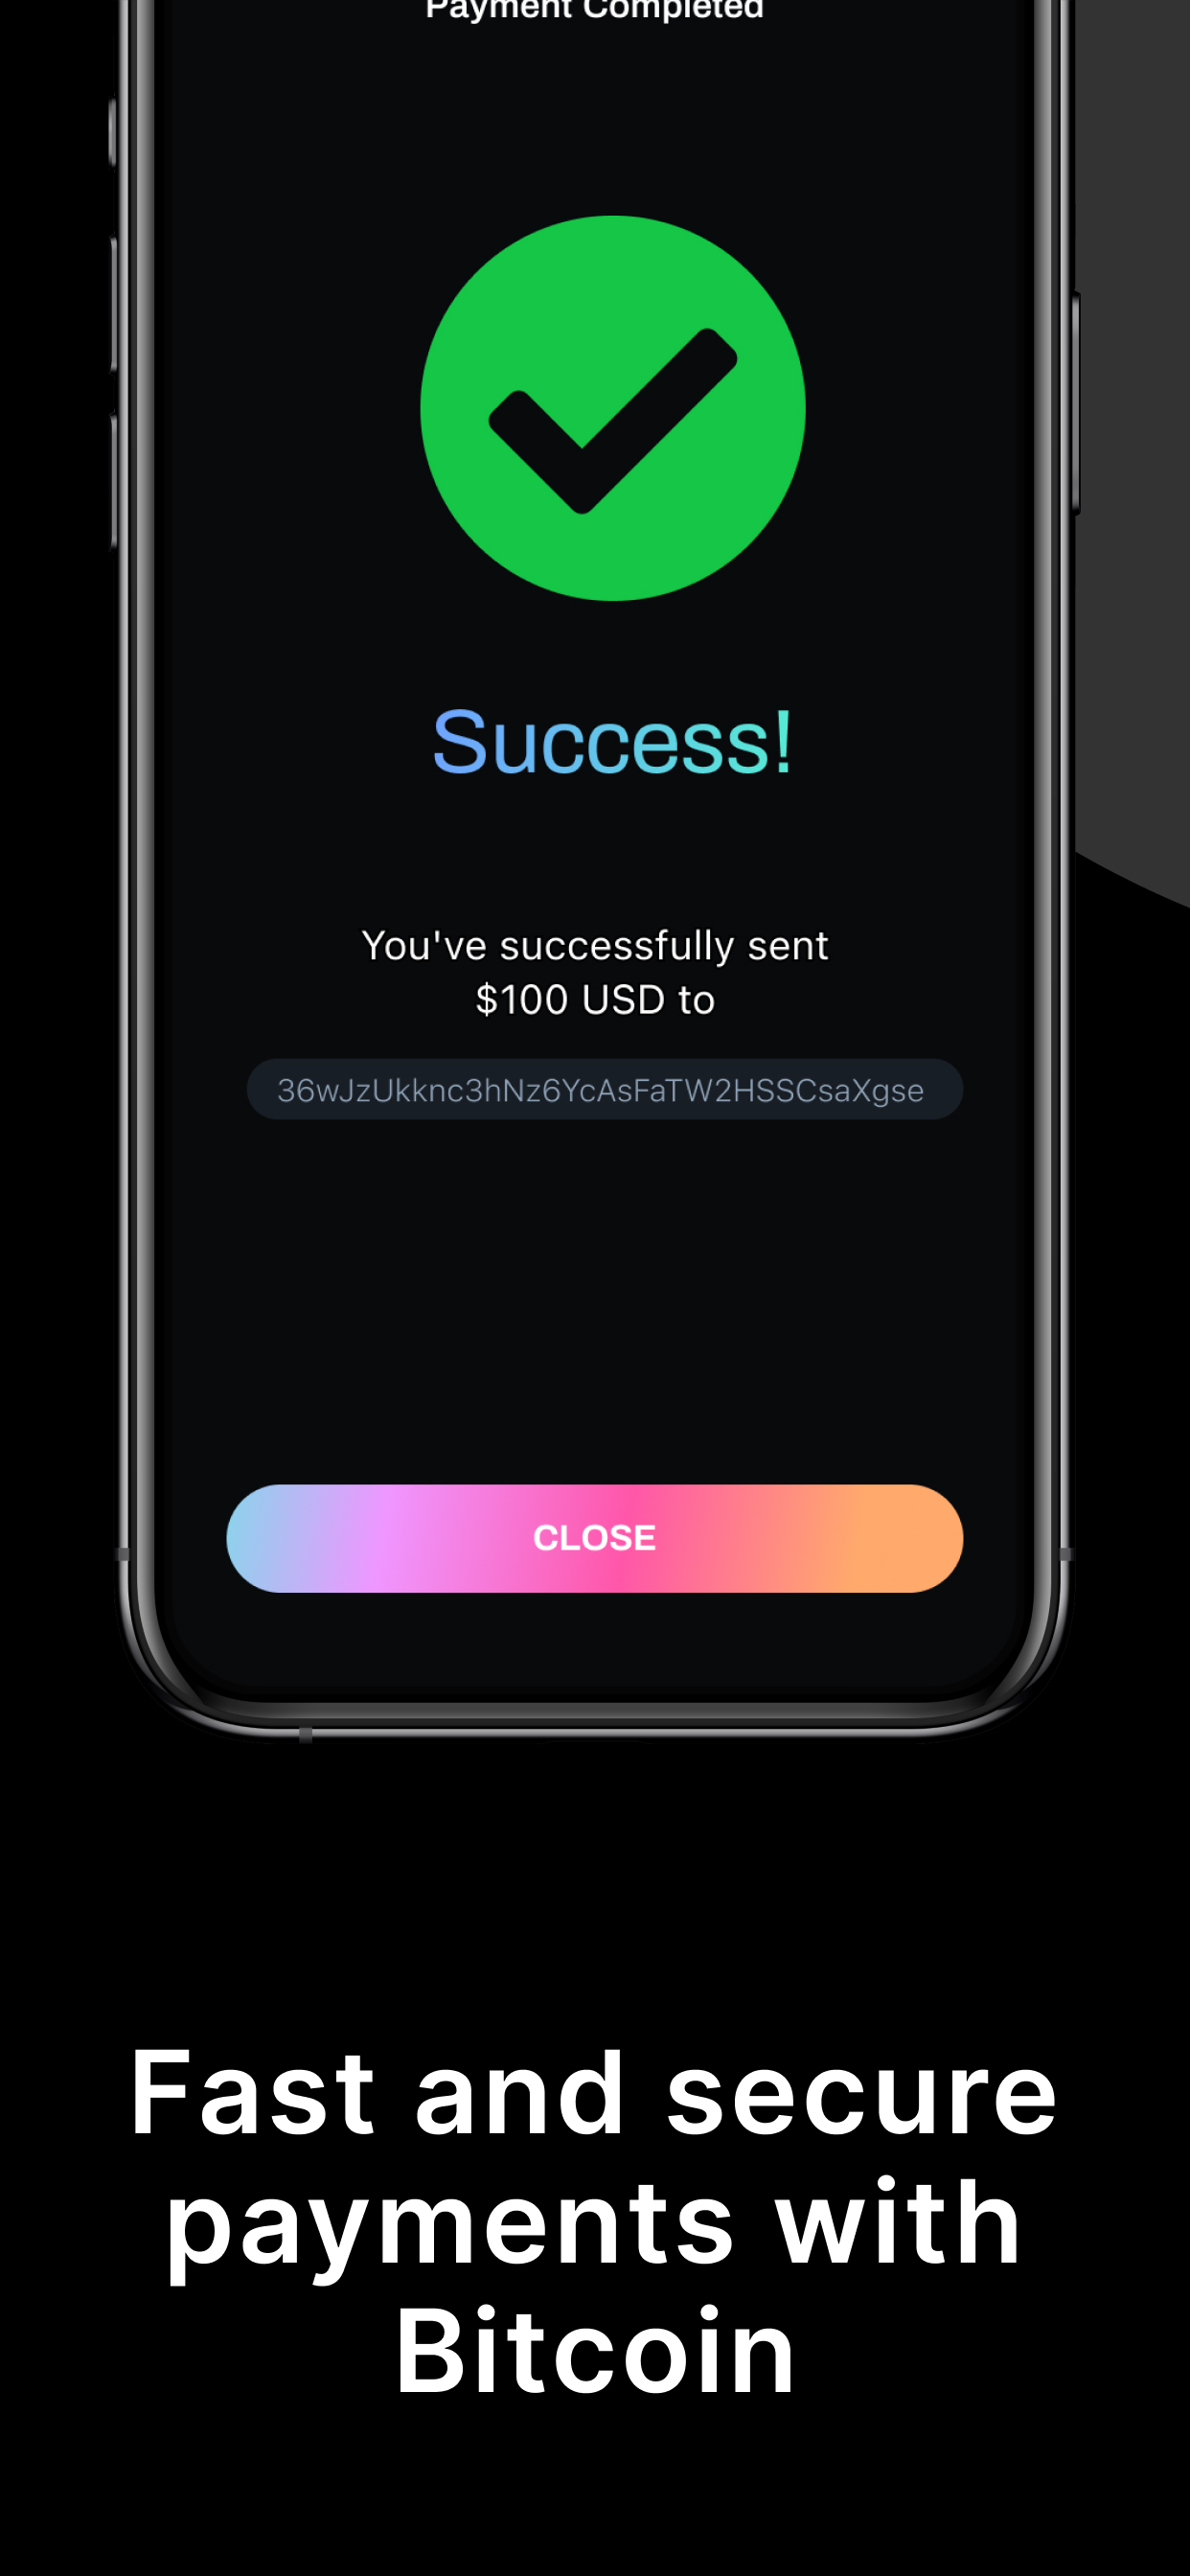 Payment Completed
Success!
You've successfully sent
$100 USD to
36wJzUkknc3hNz6YcAsFaTW2HSSCsaXgse
CLOSE
Fast and secure
payments with
Bitcoin